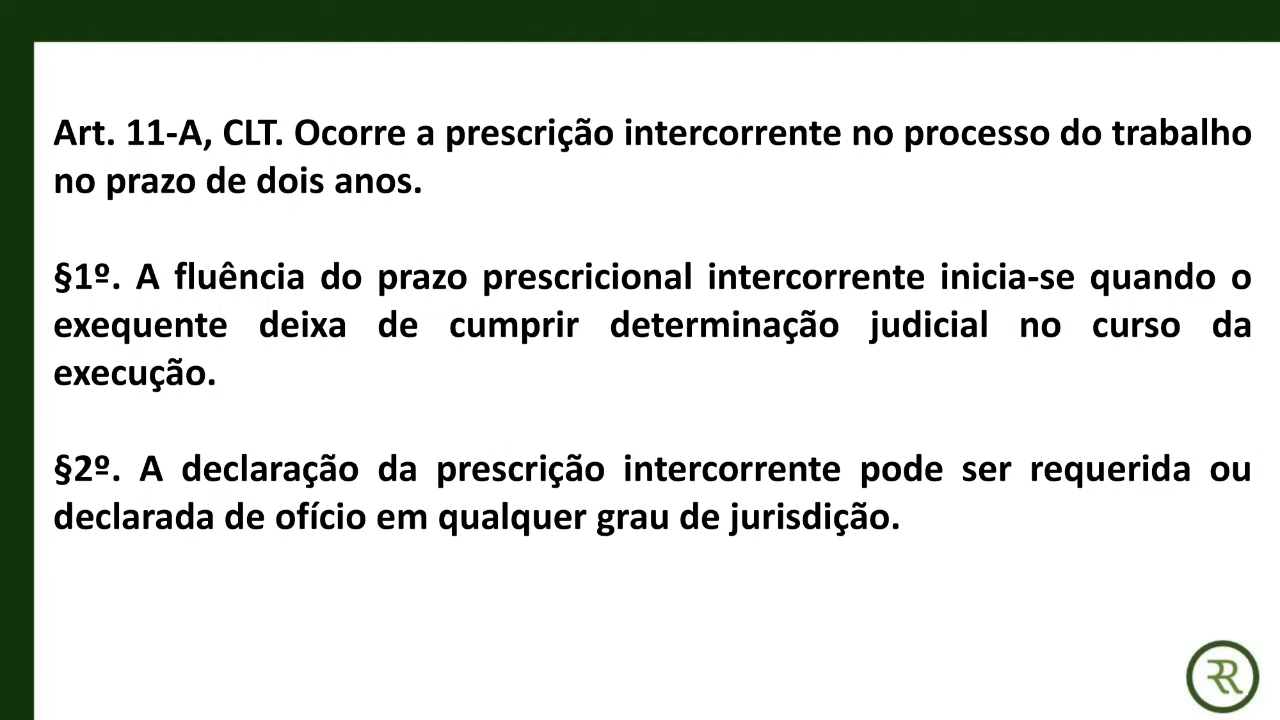 Art. 11-A, CLT. Ocorre a prescrição intercorrente no processo do trabalho
no prazo de dois anos.
§1º. A fluência do prazo prescricional intercorrente inicia-se quando o
exequente deixa de cumprir determinação judicial no curso da
execução.
§2º. A declaração da prescrição intercorrente pode ser requerida ou
declarada de ofício em qualquer grau de jurisdição.